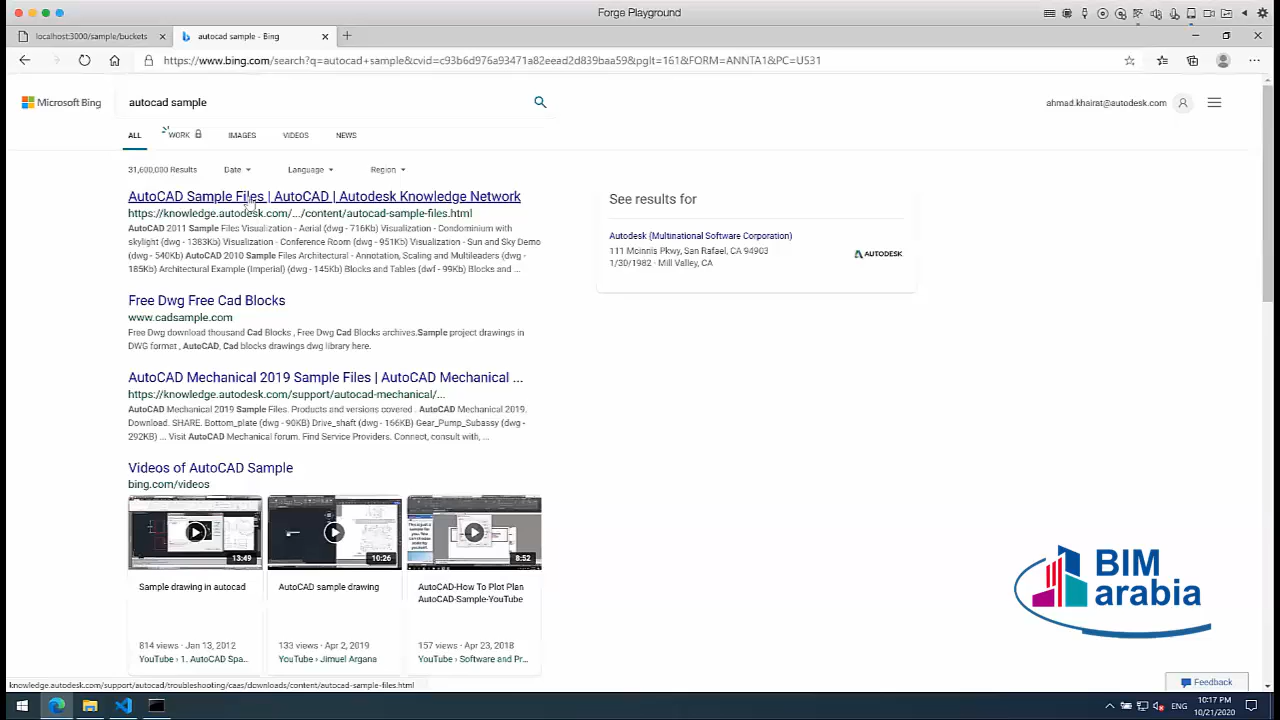 Forge Playground
localhost:3000/sample/buckets
autocad sample - Bing
https://www.bing.com/search?q=autocad+sample&cvid=c93b6d976a93471a82eead2d839baa59&pglt=161&FORM=ANNTA1&PC=U531
Microsoft Bing
autocad sample
ahmad.khairat@autodesk.com
ALL
WORK
IMAGES
VIDEOS
NEWS
31,600,000 Results
Date
Language
Region
AutoCAD Sample Files | AutoCAD | Autodesk Knowledge Network
https://knowledge.autodesk.com/.../content/autocad-sample-files.html
AutoCAD 2011 Sample Files Visualization - Aerial (dwg - 716Kb) Visualization - Condominium with
skylight (dwg - 1383Kb) Visualization - Conference Room (dwg - 951Kb) Visualization - Sun and Sky Demo
(dwg - 540Kb) AutoCAD 2010 Sample Files Architectural - Annotation, Scaling and Multileaders (dwg -
185Kb) Architectural Example (Imperial) (dwg - 145Kb) Blocks and Tables (dwf - 99Kb) Blocks and ...
Free Dwg Free Cad Blocks
www.cadsample.com
Free Dwg download thousand Cad Blocks , Free Dwg Cad Blocks archives.Sample project drawings in
DWG format , AutoCAD, Cad blocks drawings dwg library here.
AutoCAD Mechanical 2019 Sample Files | AutoCAD Mechanical ...
https://knowledge.autodesk.com/support/autocad-mechanical/...
AutoCAD Mechanical 2019 Sample Files. Products and versions covered . AutoCAD Mechanical 2019.
Download. SHARE. Bottom_plate (dwg - 90KB) Drive_shaft (dwg - 166KB) Gear_Pump_Subassy (dwg -
292KB) ... Visit AutoCAD Mechanical forum. Find Service Providers. Connect, consult with, ...
Videos of AutoCAD Sample
bing.com/videos
13:49
10:26
8:52
Sample drawing in autocad
AutoCAD sample drawing
AutoCAD-How To Plot Plan
AutoCAD-Sample-YouTube
814 views · Jan 13, 2012
133 views · Apr 2, 2019
157 views · Apr 23, 2018
YouTube › 1. AutoCAD Spa...
YouTube › Jimuel Argana
YouTube › Software and Pr...
See results for
Autodesk (Multinational Software Corporation)
111 Mcinnis Pkwy, San Rafael, CA 94903
1/30/1982 · Mill Valley, CA
AUTODESK
BIM
arabia
Feedback
knowledge.autodesk.com/support/autocad/troubleshooting/caas/downloads/content/autocad-sample-files.html
ENG
10:17 PM
10/21/2020